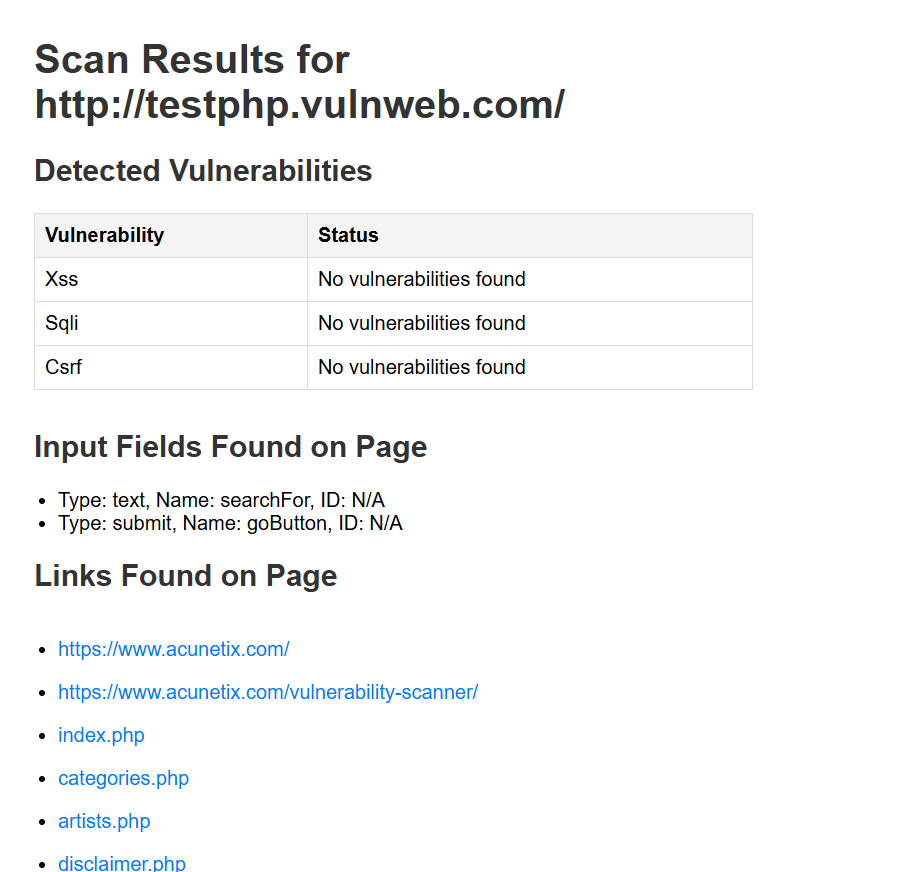 Scan Results for
http://testphp.vulnweb.com/
Detected Vulnerabilities
Vulnerability Status
Xss No vulnerabilities found
Sqli No vulnerabilities found
Csrf No vulnerabilities found
Input Fields Found on Page
• Type: text, Name: searchFor, ID: N/A
• Type: submit, Name: goButton, ID: N/A
Links Found on Page
• https://www.acunetix.com/
• https://www.acunetix.com/vulnerability-scanner/
• index.php
• categories.php
• artists.php
• disclaimer.php